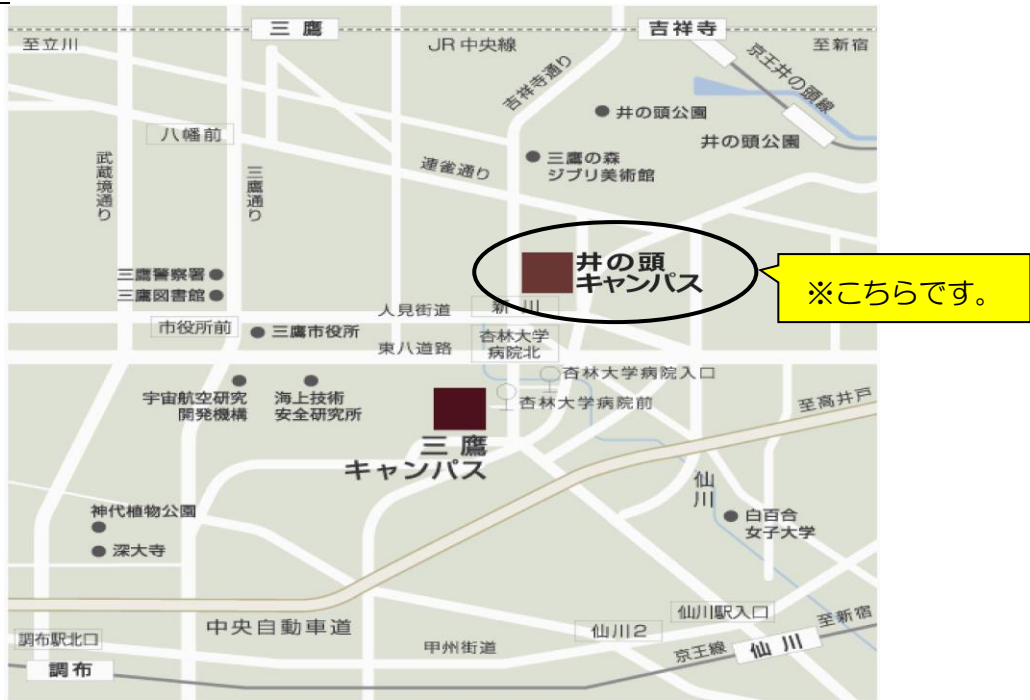 三鷹
吉祥寺
至立川
JR中央線
至新宿
吉祥寺通り
京王井の頭線
井の頭公園
八幡前
井の頭公園
武蔵境通り
三鷹通り
連雀通り
三鷹の森
ジブリ美術館
井の頭
キャンパス
※こちらです。
三鷹警察署
三鷹図書館
人見街道
新川
市役所前
三鷹市役所
東八道路
杏林大学
病院北
杏林大学病院入口
宇宙航空研究
開発機構
海上技術
安全研究所
杏林大学病院前
至高井戸
三鷹
キャンパス
仙川
神代植物公園
白百合
女子大学
深大寺
仙川駅入口
中央自動車道
仙川2
至新宿
調布駅北口
甲州街道
京王線
仙川
調布